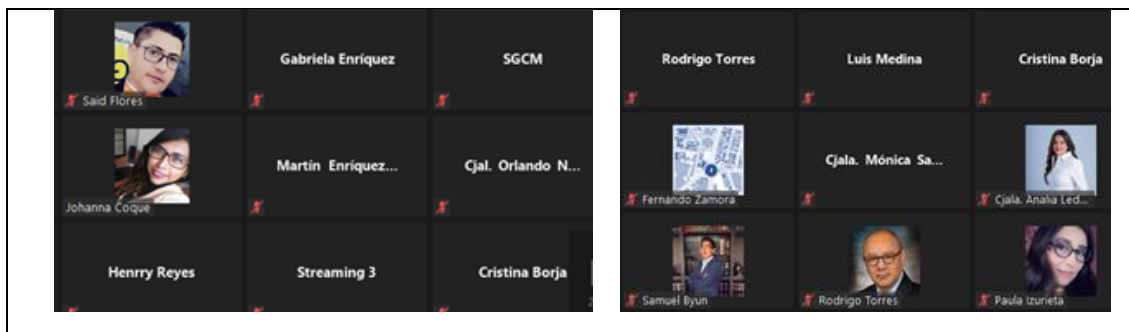 Gabriela Enríquez
SGCM
Said Flores
Martín Enríquez...
Cjal. Orlando N...
Johanna Coque
Henrry Reyes
Streaming 3
Cristina Borja
Rodrigo Torres
Luis Medina
Cristina Borja
Cjala. Mónica Sa...
Fernando Zamora
Cjala. Analia Led...
Samuel Byun
Rodrigo Torres
Paula Izurieta